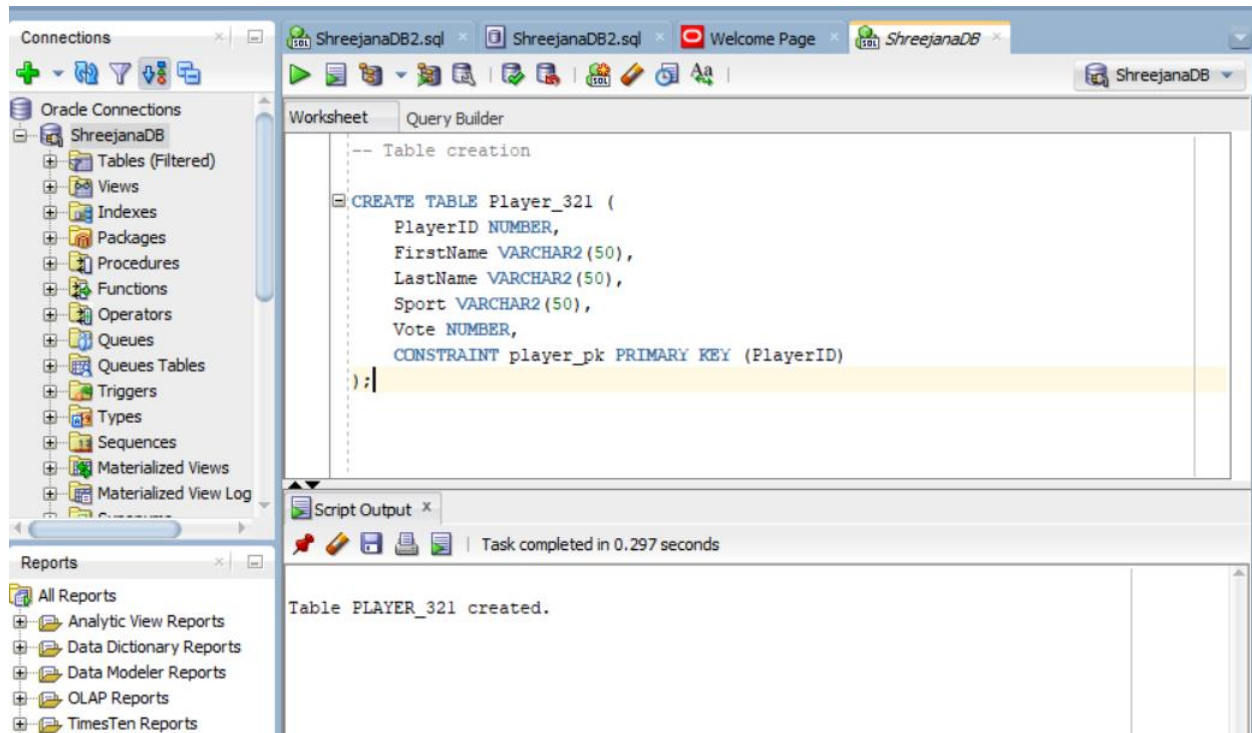 Connections
Oracle Connections
ShreejanaDB
Tables (Filtered)
Views
Indexes
Packages
Procedures
Functions
Operators
Queues
Queues Tables
Triggers
Types
Sequences
Materialized Views
Materialized View Log
Reports
All Reports
Analytic View Reports
Data Dictionary Reports
Data Modeler Reports
OLAP Reports
TimesTen Reports
ShreejanaDB2.sql
ShreejanaDB2.sql
Welcome Page
ShreejanaDB
ShreejanaDB
Worksheet
Query Builder
-- Table creation
CREATE TABLE Player_321 (
PlayerID NUMBER,
FirstName VARCHAR2(50),
LastName VARCHAR2(50),
Sport VARCHAR2(50),
Vote NUMBER,
CONSTRAINT player_pk PRIMARY KEY (PlayerID)
);
Script Output
Task completed in 0.297 seconds
Table PLAYER_321 created.